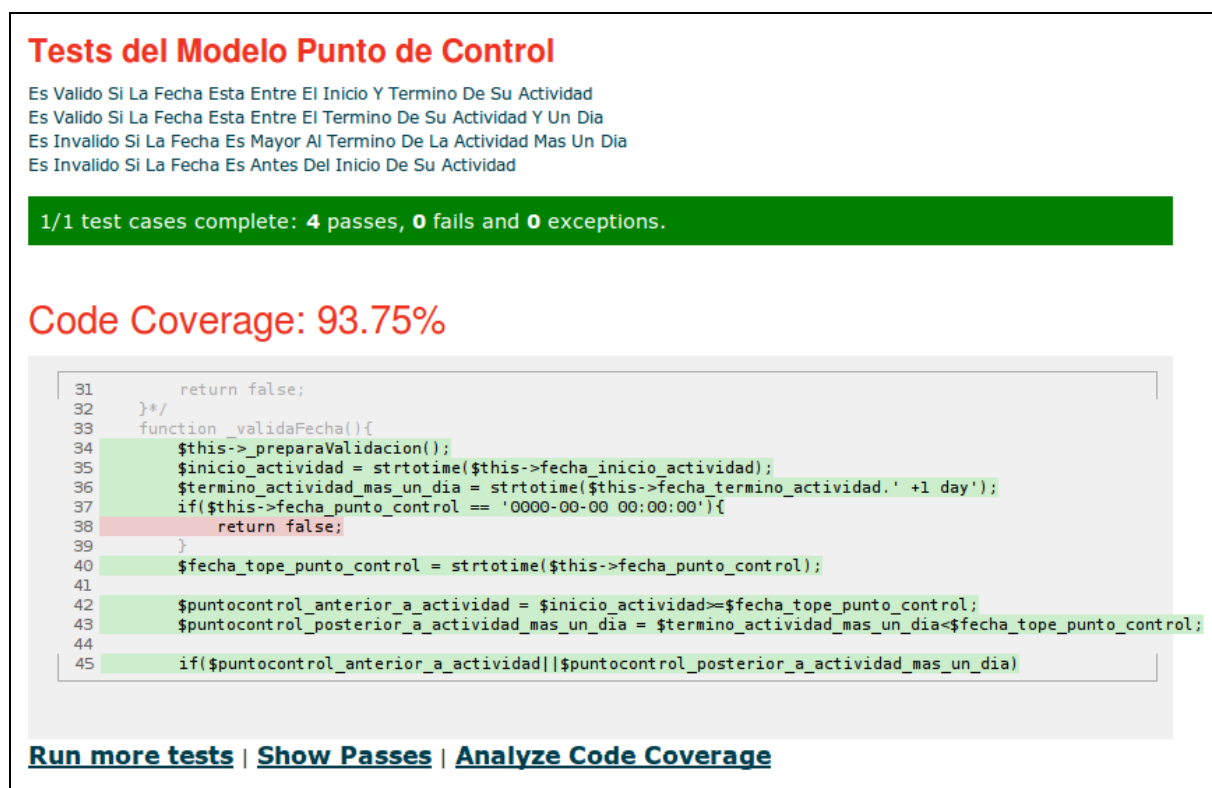 Tests del Modelo Punto de Control
Es Valido Si La Fecha Esta Entre El Inicio Y Termino De Su Actividad
Es Valido Si La Fecha Esta Entre El Termino De Su Actividad Y Un Dia
Es Invalido Si La Fecha Es Mayor Al Termino De La Actividad Mas Un Dia
Es Invalido Si La Fecha Es Antes Del Inicio De Su Actividad
1/1 test cases complete: 4 passes, 0 fails and 0 exceptions.
Code Coverage: 93.75%
31 return false;
32 }*/
33 function _validaFecha(){
34 $this->_preparaValidacion();
35 $inicio_actividad = strtotime($this->fecha_inicio_actividad);
36 $termino_actividad_mas_un_dia = strtotime($this->fecha_termino_actividad.' +1 day');
37 if($this->fecha_punto_control == '0000-00-00 00:00:00'){
38 return false;
39 }
40 $fecha_tope_punto_control = strtotime($this->fecha_punto_control);
41
42 $puntocontrol_anterior_a_actividad = $inicio_actividad>=$fecha_tope_punto_control;
43 $puntocontrol_posterior_a_actividad_mas_un_dia = $termino_actividad_mas_un_dia<$fecha_tope_punto_control;
44
45 if($puntocontrol_anterior_a_actividad||$puntocontrol_posterior_a_actividad_mas_un_dia)
Run more tests | Show Passes | Analyze Code Coverage